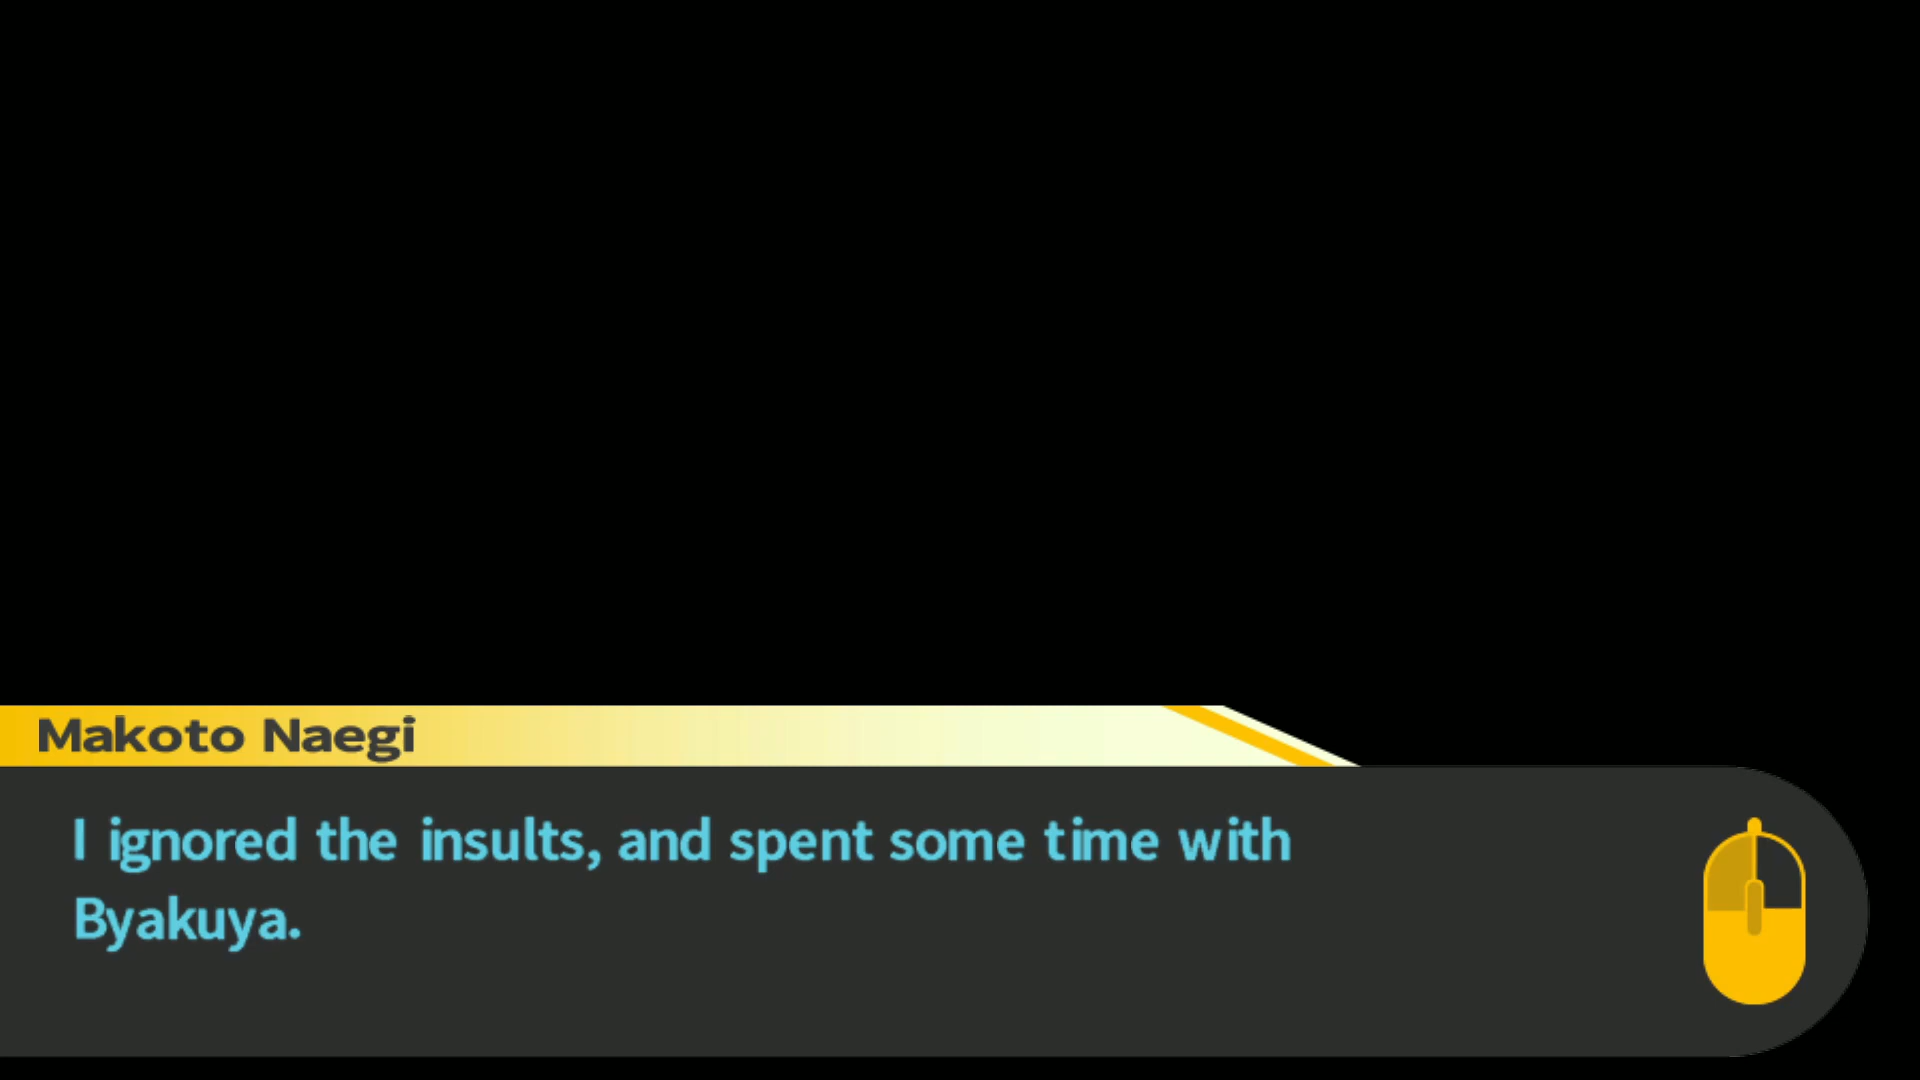 Makoto Naegi
I ignored the insults, and spent some time with
Byakuya.